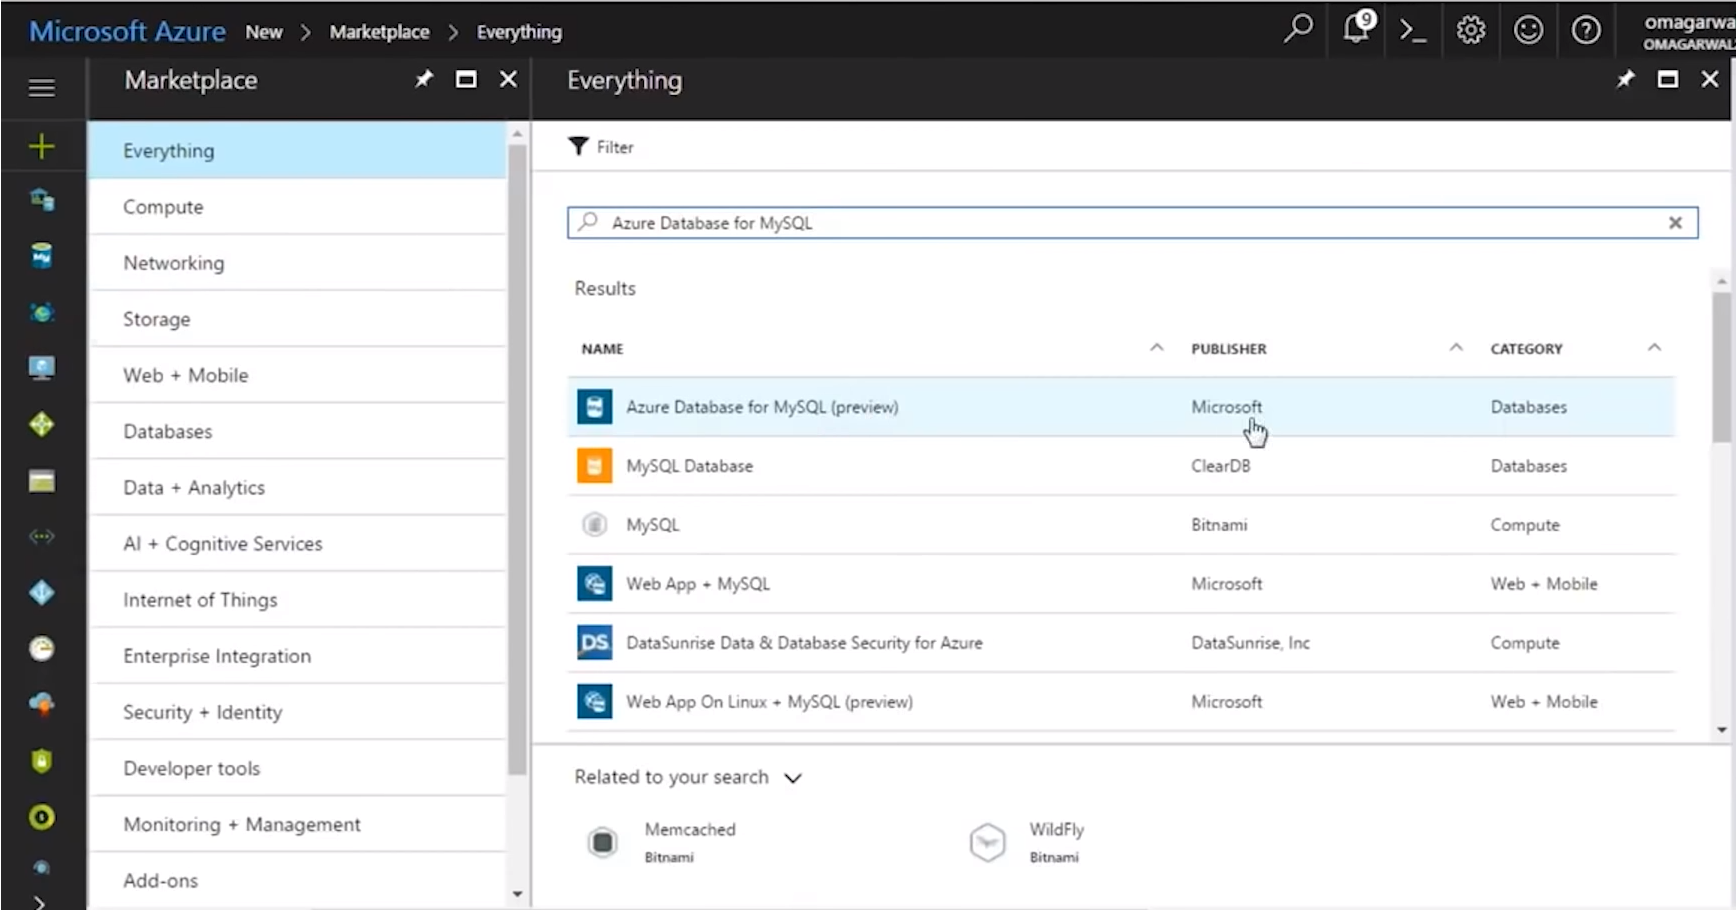 Microsoft Azure New > Marketplace > Everything
9
>_
?
omagarwa
OMAGARWAL
Marketplace
Everything
Everything
Compute
Networking
Storage
Web + Mobile
Databases
Data + Analytics
AI + Cognitive Services
Internet of Things
Enterprise Integration
Security + Identity
Developer tools
Monitoring + Management
Add-ons
Filter
Azure Database for MySQL
Results
NAME PUBLISHER CATEGORY
Azure Database for MySQL (preview) Microsoft Databases
MySQL Database ClearDB Databases
MySQL Bitnami Compute
Web App + MySQL Microsoft Web + Mobile
DS DataSunrise Data & Database Security for Azure DataSunrise, Inc Compute
Web App On Linux + MySQL (preview) Microsoft Web + Mobile
Related to your search
Memcached
Bitnami
WildFly
Bitnami